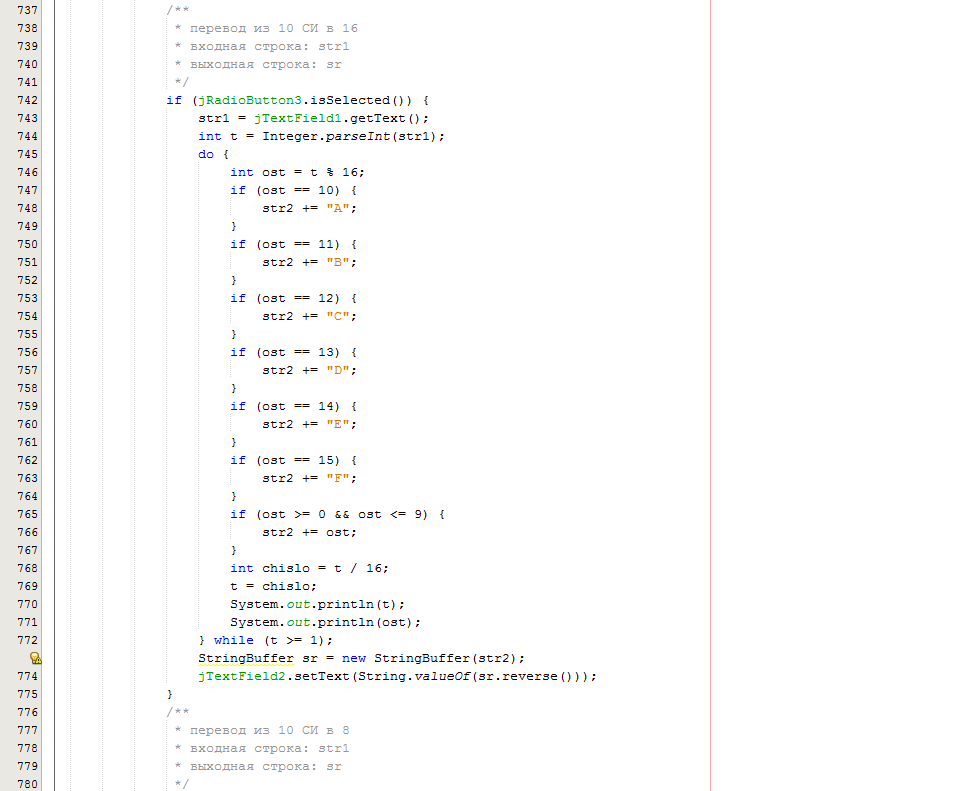 737 /**
738 * перевод из 10 СИ в 16
739 * входная строка: str1
740 * выходная строка: sr
741 */
742 if (jRadioButton3.isSelected()) {
743 str1 = jTextField1.getText();
744 int t = Integer.parseInt(str1);
745 do {
746 int ost = t % 16;
747 if (ost == 10) {
748 str2 += "A";
749 }
750 if (ost == 11) {
751 str2 += "B";
752 }
753 if (ost == 12) {
754 str2 += "C";
755 }
756 if (ost == 13) {
757 str2 += "D";
758 }
759 if (ost == 14) {
760 str2 += "E";
761 }
762 if (ost == 15) {
763 str2 += "F";
764 }
765 if (ost >= 0 && ost <= 9) {
766 str2 += ost;
767 }
768 int chislo = t / 16;
769 t = chislo;
770 System.out.println(t);
771 System.out.println(ost);
772 } while (t >= 1);
StringBuffer sr = new StringBuffer(str2);
774 jTextField2.setText(String.valueOf(sr.reverse()));
775 }
776 /**
777 * перевод из 10 СИ в 8
778 * входная строка: str1
779 * выходная строка: sr
780 */